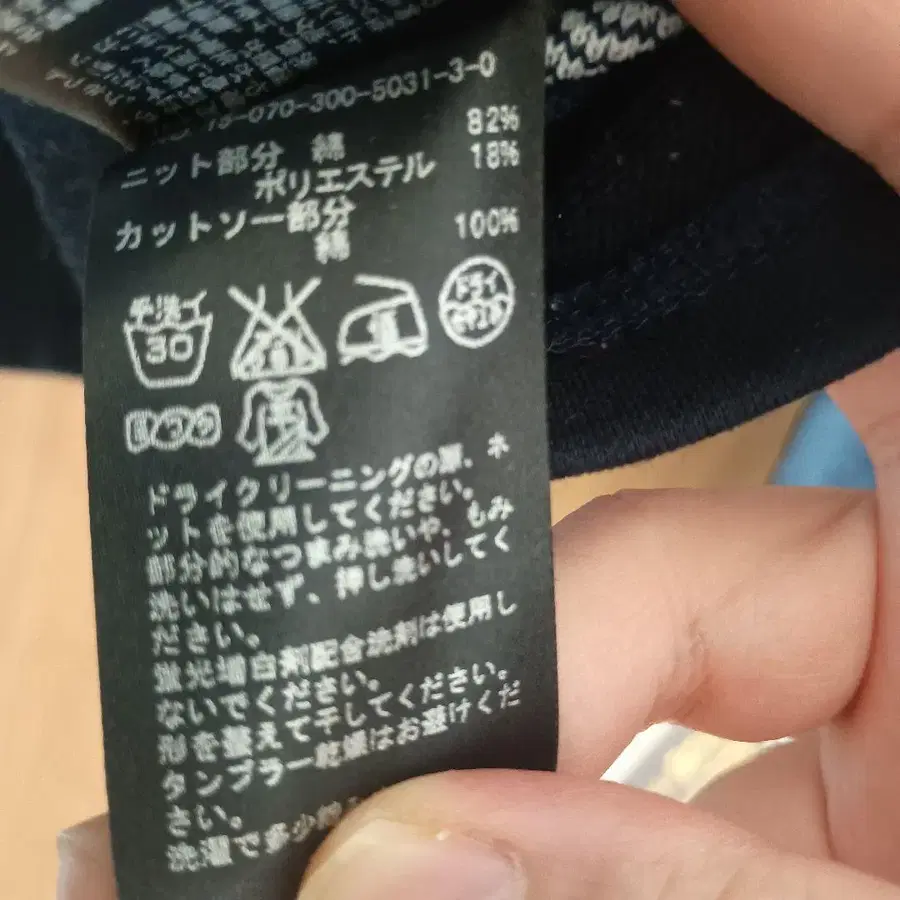 15-070-300-5031-3-0
ニット部分 綿 82%
ポリエステル 18%
カットソー部分
綿 100%
手洗イ
30
ドライ
ドライクリーニングの際、ネ
ットを使用してください。
部分的なつまみ洗いや、もみ
洗いはせず、押し洗いしてく
ださい。
蛍光増白剤配合洗剤は使用し
ないでください。
形を整えて干してください。
タンブラー乾燥はお避けくだ
さい。
洗濯で多少